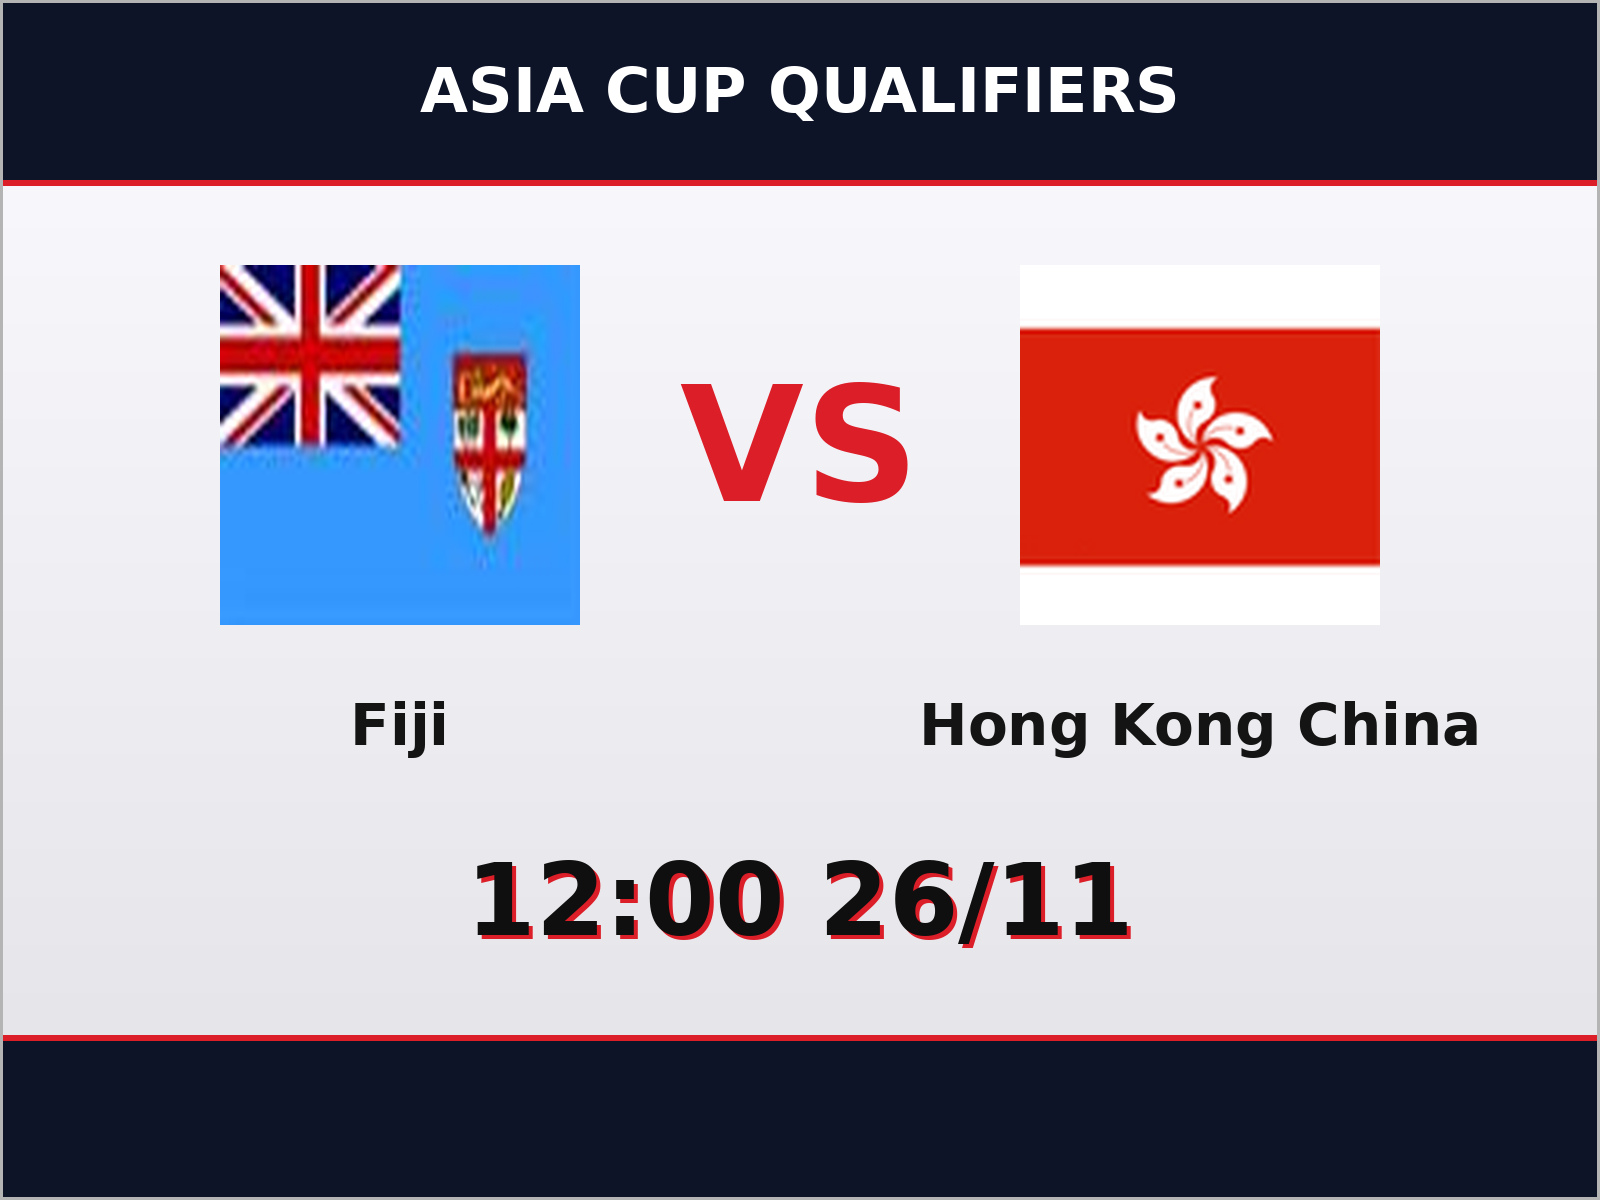 ASIA CUP QUALIFIERS
VS
Fiji
Hong Kong China
12:00 26/11